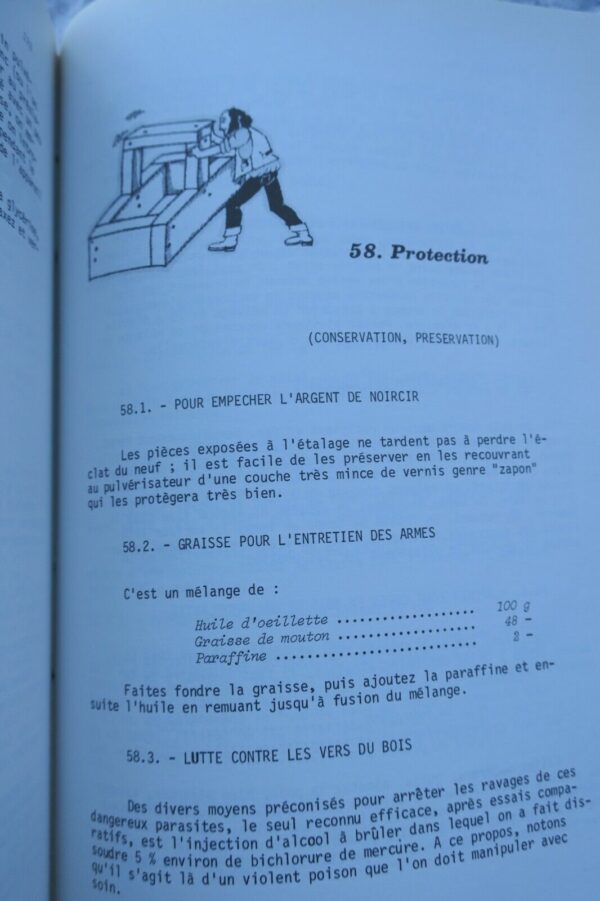 58. Protection
(CONSERVATION, PRESERVATION)
58.1. - POUR EMPECHER L'ARGENT DE NOIRCIR
Les pièces exposées à l'étalage ne tardent pas à perdre l'é-
clat du neuf ; il est facile de les préserver en les recouvrant
au pulvérisateur d'une couche très mince de vernis genre "zapon"
qui les protègera très bien.
58.2. - GRAISSE POUR L'ENTRETIEN DES ARMES
C'est un mélange de :
Huile d'oeillette ................... 100 g
Graisse de mouton ................... 48 -
Paraffine ........................... 2 -
Faites fondre la graisse, puis ajoutez la paraffine et en-
suite l'huile en remuant jusqu'à fusion du mélange.
58.3. - LUTTE CONTRE LES VERS DU BOIS
Des divers moyens préconisés pour arrêter les ravages de ces
dangereux parasites, le seul reconnu efficace, après essais compa-
ratifs, est l'injection d'alcool à brûler dans lequel on a fait dis-
soudre 5 % environ de bichlorure de mercure. A ce propos, notons
qu'il s'agit là d'un violent poison que l'on doit manipuler avec
soin.